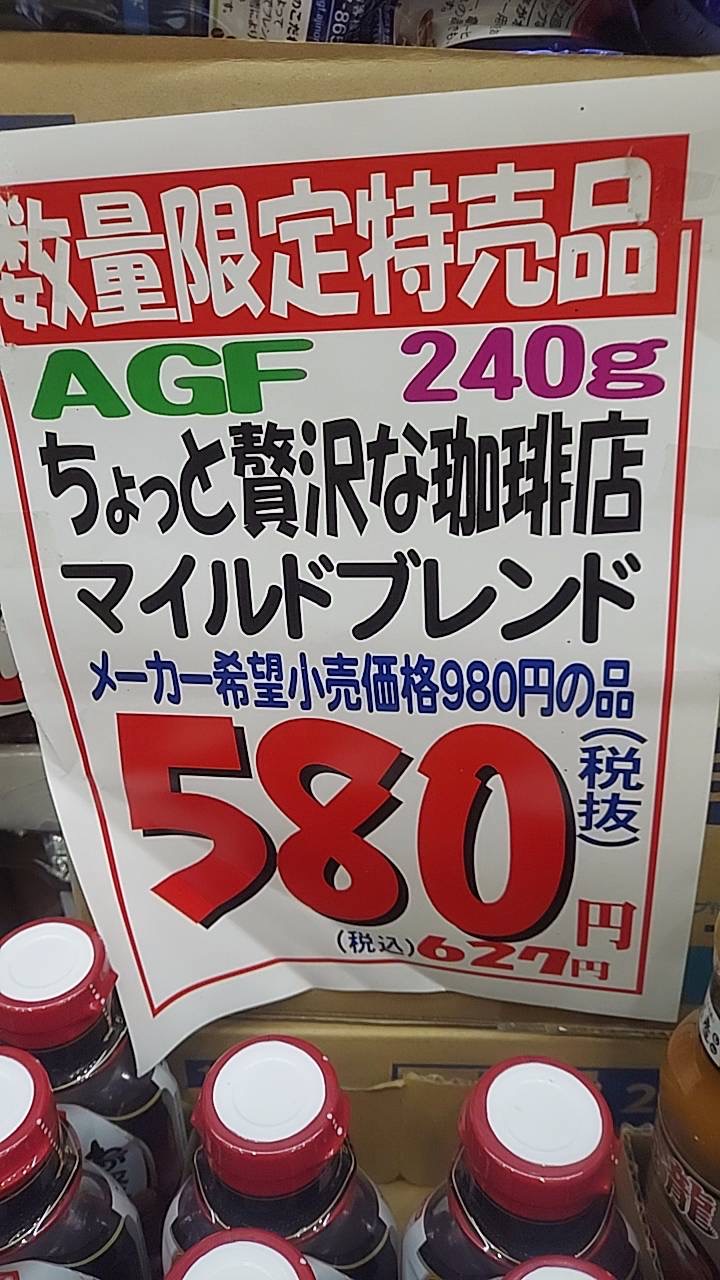 数量限定特売品
AGF 240g
ちょっと贅沢な珈琲店
マイルドブレンド
メーカー希望小売価格980円の品
580円(税抜)
(税込)627円